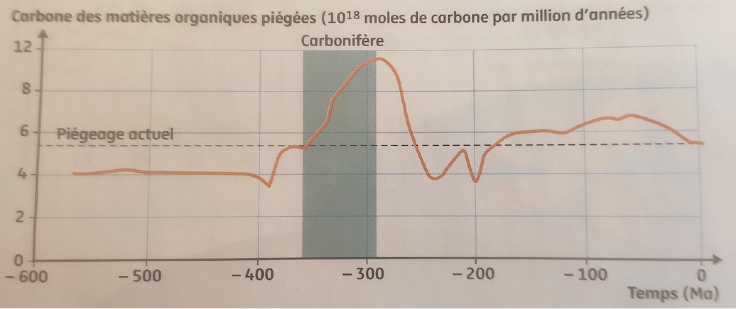 Carbone des matières organiques piégées (10¹⁸ moles de carbone par million d'années)
Carbonifère
12
8
Piégeage actuel
6
4
2
0
−600 −500 −400 −300 −200 −100 0
Temps (Ma)